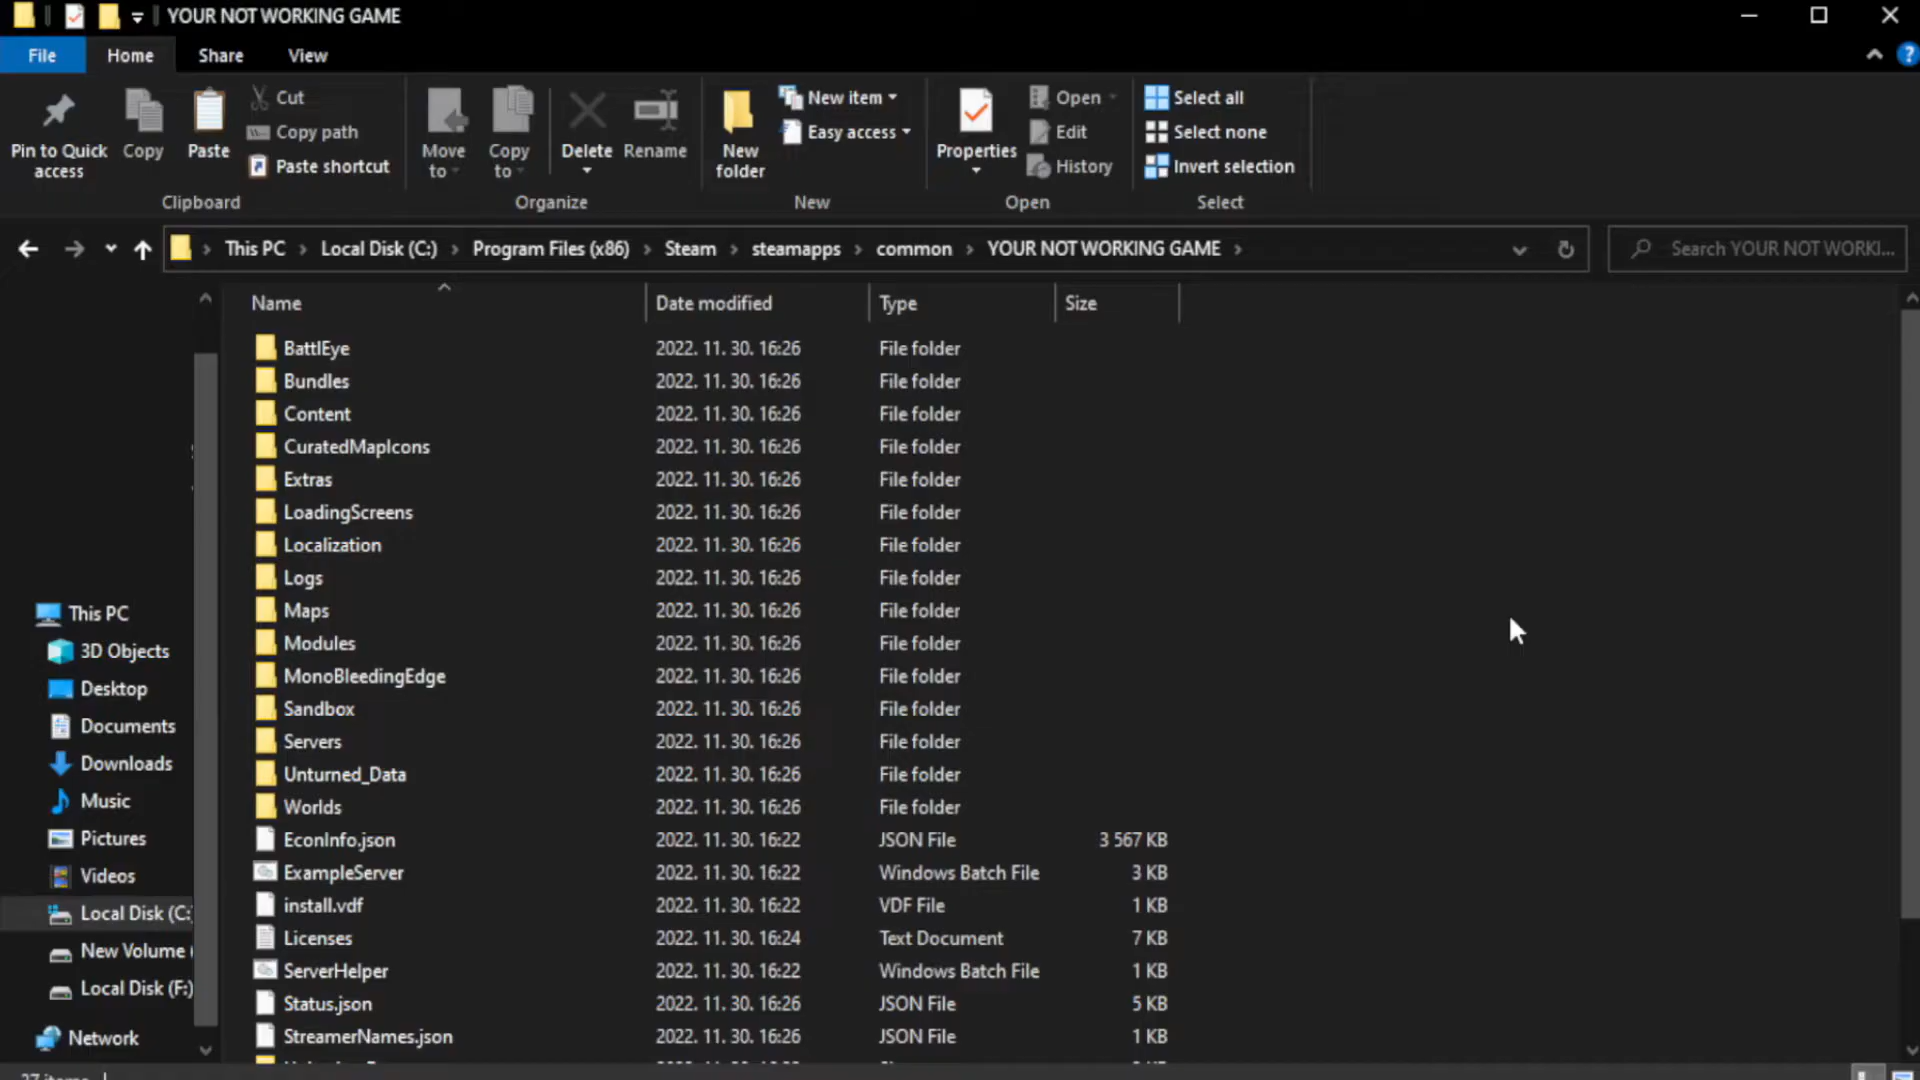 YOUR NOT WORKING GAME
File Home Share View
Pin to Quick access
Copy
Paste
Cut
Copy path
Paste shortcut
Clipboard
Move to
Copy to
Delete
Rename
Organize
New folder
New item
Easy access
New
Properties
Open
Edit
History
Open
Select all
Select none
Invert selection
Select
This PC Local Disk (C:) Program Files (x86) Steam steamapps common YOUR NOT WORKING GAME
Search YOUR NOT WORKI...
Name Date modified Type Size
BattlEye 2022. 11. 30. 16:26 File folder
Bundles 2022. 11. 30. 16:26 File folder
Content 2022. 11. 30. 16:26 File folder
CuratedMapIcons 2022. 11. 30. 16:26 File folder
Extras 2022. 11. 30. 16:26 File folder
LoadingScreens 2022. 11. 30. 16:26 File folder
Localization 2022. 11. 30. 16:26 File folder
Logs 2022. 11. 30. 16:26 File folder
Maps 2022. 11. 30. 16:26 File folder
Modules 2022. 11. 30. 16:26 File folder
MonoBleedingEdge 2022. 11. 30. 16:26 File folder
Sandbox 2022. 11. 30. 16:26 File folder
Servers 2022. 11. 30. 16:26 File folder
Unturned_Data 2022. 11. 30. 16:26 File folder
Worlds 2022. 11. 30. 16:26 File folder
EconInfo.json 2022. 11. 30. 16:22 JSON File 3 567 KB
ExampleServer 2022. 11. 30. 16:22 Windows Batch File 3 KB
install.vdf 2022. 11. 30. 16:22 VDF File 1 KB
Licenses 2022. 11. 30. 16:24 Text Document 7 KB
ServerHelper 2022. 11. 30. 16:22 Windows Batch File 1 KB
Status.json 2022. 11. 30. 16:26 JSON File 5 KB
StreamerNames.json 2022. 11. 30. 16:26 JSON File 1 KB
This PC
3D Objects
Desktop
Documents
Downloads
Music
Pictures
Videos
Local Disk (C:
New Volume (
Local Disk (F:)
Network